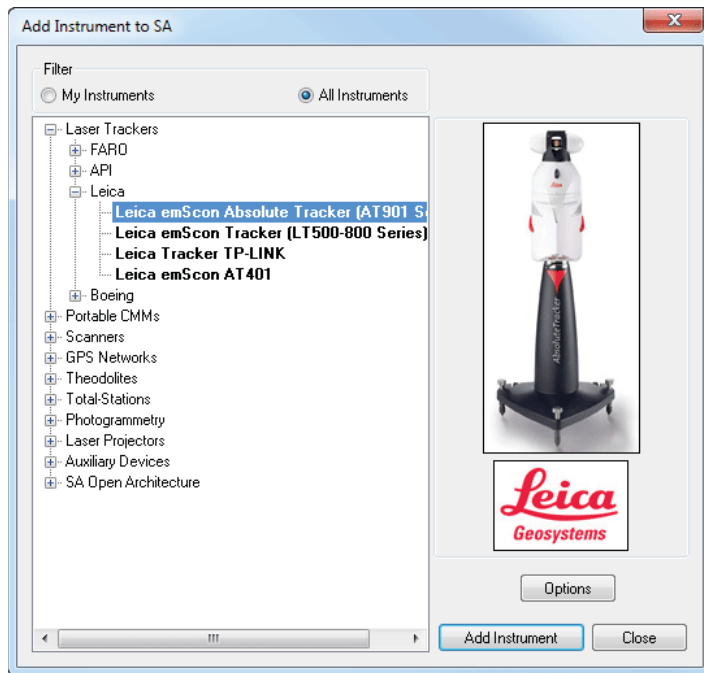 Add Instrument to SA
Filter
My Instruments
All Instruments
Laser Trackers
FARO
API
Leica
Leica emScon Absolute Tracker (AT901 S
Leica emScon Tracker (LT500-800 Series)
Leica Tracker TP-LINK
Leica emScon AT401
Boeing
Portable CMMs
Scanners
GPS Networks
Theodolites
Total-Stations
Photogrammetry
Laser Projectors
Auxiliary Devices
SA Open Architecture
Leica
AbsoluteTracker
Leica
Geosystems
Options
Add Instrument
Close